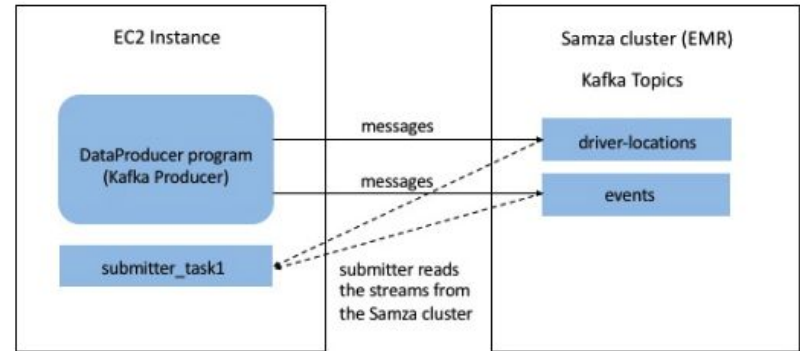 EC2 Instance
DataProducer program
(Kafka Producer)
submitter_task1
messages
messages
submitter reads
the streams from
the Samza cluster
Samza cluster (EMR)
Kafka Topics
driver-locations
events